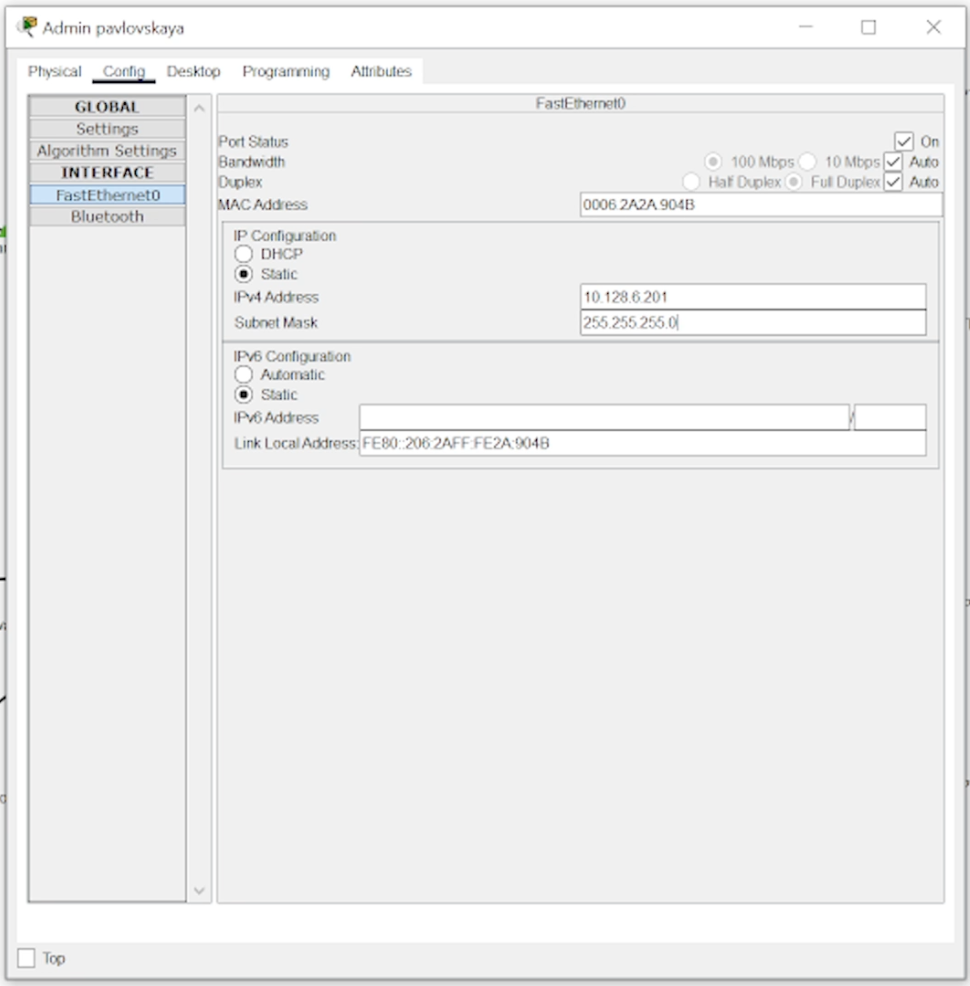 Admin pavlovskaya
Physical Config Desktop Programming Attributes
GLOBAL
Settings
Algorithm Settings
INTERFACE
FastEthernet0
Bluetooth
FastEthernet0
Port Status On
Bandwidth 100 Mbps 10 Mbps Auto
Duplex Half Duplex Full Duplex Auto
MAC Address 0006.2A2A.904B
IP Configuration
DHCP
Static
IPv4 Address 10.128.6.201
Subnet Mask 255.255.255.0
IPv6 Configuration
Automatic
Static
IPv6 Address /
Link Local Address: FE80::206:2AFF:FE2A:904B
Top